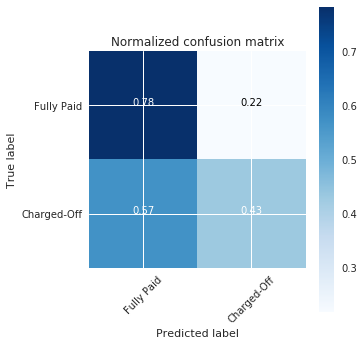 Normalized confusion matrix
0.7
0.6
0.5
0.4
0.3
True label
Fully Paid
0.78 0.22
Charged-Off
0.57 0.43
Fully Paid
Charged-Off
Predicted label